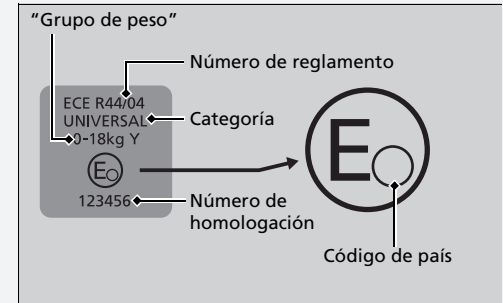 “Grupo de peso”
Número de reglamento
ECE R44/04
UNIVERSAL
Categoría
0-18kg Y
E
E
123456
Número de
homologación
Código de país